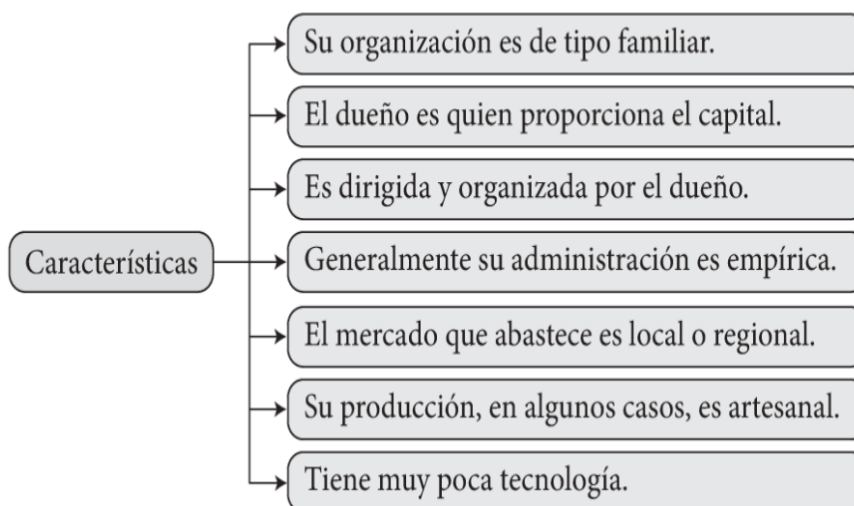 Su organización es de tipo familiar.
El dueño es quien proporciona el capital.
Es dirigida y organizada por el dueño.
Características
Generalmente su administración es empírica.
El mercado que abastece es local o regional.
Su producción, en algunos casos, es artesanal.
Tiene muy poca tecnología.